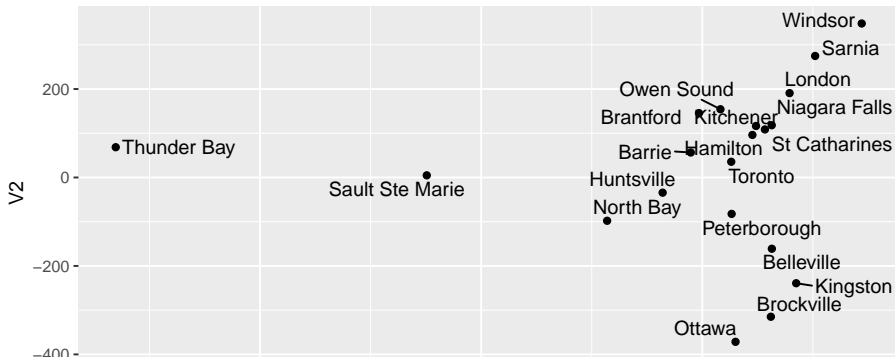 Windsor
Sarnia
London
Owen Sound
Niagara Falls
Brantford
Kitchener
Thunder Bay
Barrie
Hamilton
St Catharines
Sault Ste Marie
Huntsville
Toronto
North Bay
Peterborough
Belleville
Kingston
Brockville
Ottawa
V2
200
0
−200
−400